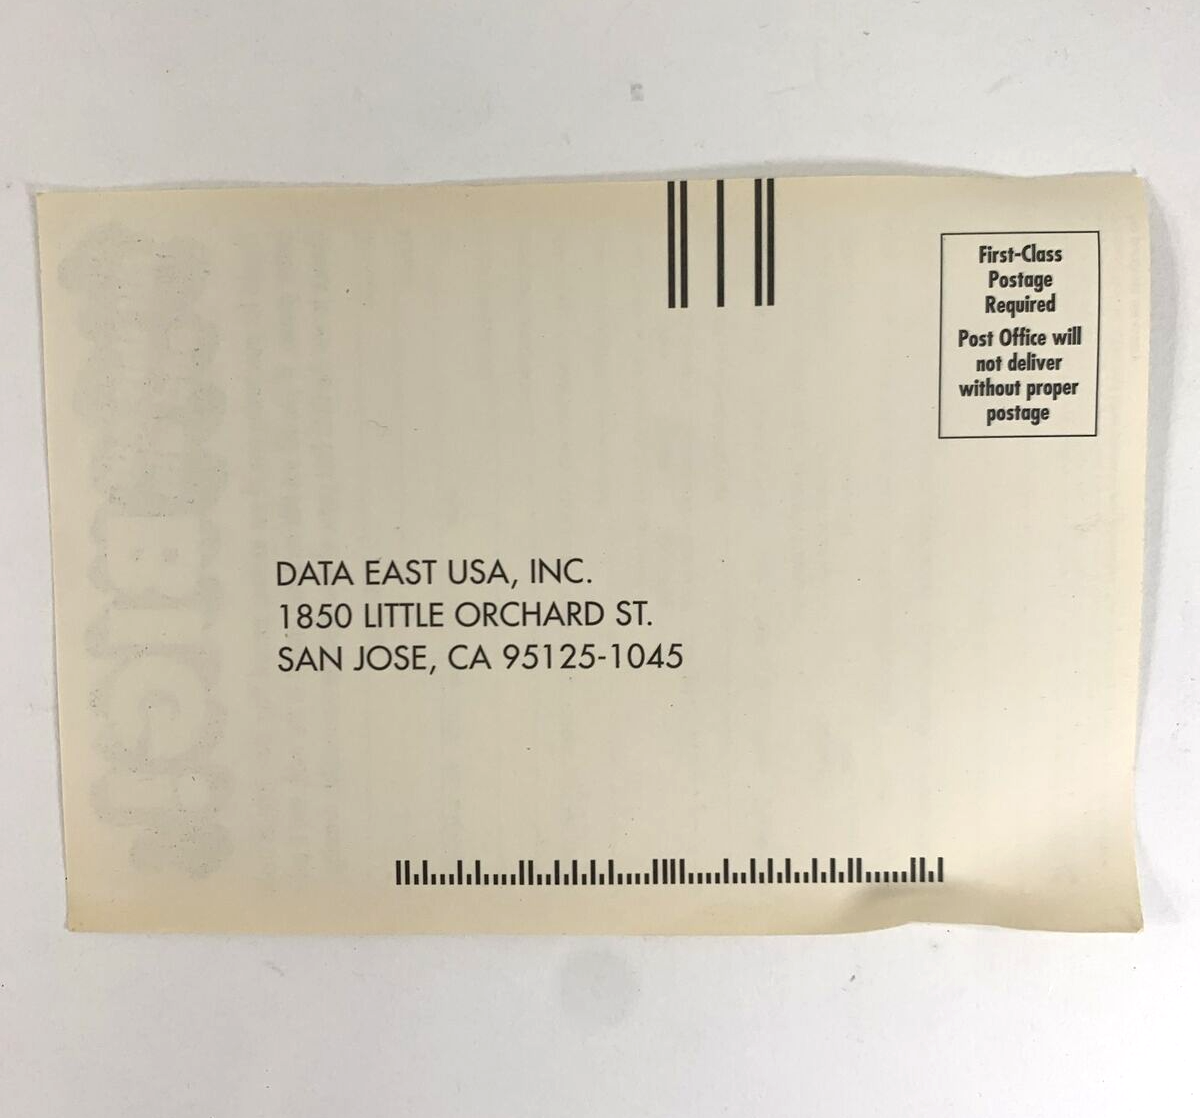 First-Class
Postage
Required
Post Office will
not deliver
without proper
postage
DATA EAST USA, INC.
1850 LITTLE ORCHARD ST.
SAN JOSE, CA 95125-1045